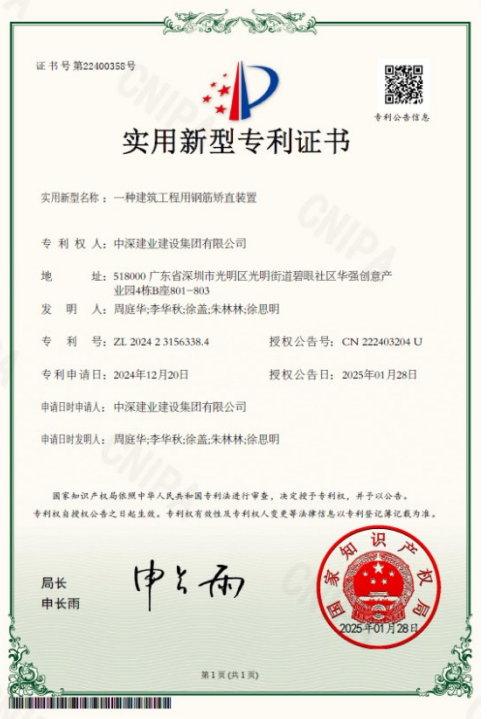 证书号第22400358号
专利公告信息
实用新型专利证书
实用新型名称：一种建筑工程用钢筋矫直装置
专利权人：中深建业建设集团有限公司
地址：518000 广东省深圳市光明区光明街道碧眼社区华强创意产
业园4栋B座801-803
发明人：周庭华;李华秋;徐盖;朱林林;徐思明
专利号：ZL 2024 2 3156338.4 授权公告号：CN 222403204 U
专利申请日：2024年12月20日 授权公告日：2025年01月28日
申请日时申请人：中深建业建设集团有限公司
申请日时发明人：周庭华;李华秋;徐盖;朱林林;徐思明
国家知识产权局依照中华人民共和国专利法进行审查，决定授予专利权，并予以公告。
专利权自授权公告之日起生效。专利权有效性及专利权人变更等法律信息以专利登记簿记载为准。
局长
申长雨
申长雨
国家知识产权局
2025年01月28日
第1页(共1页)
CNIPA
CNIPA
CNIPA